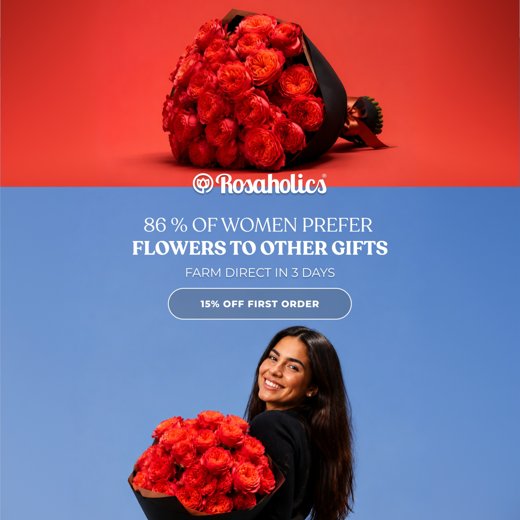 Rosaholics®
86 % OF WOMEN PREFER
FLOWERS TO OTHER GIFTS
FARM DIRECT IN 3 DAYS
15% OFF FIRST ORDER